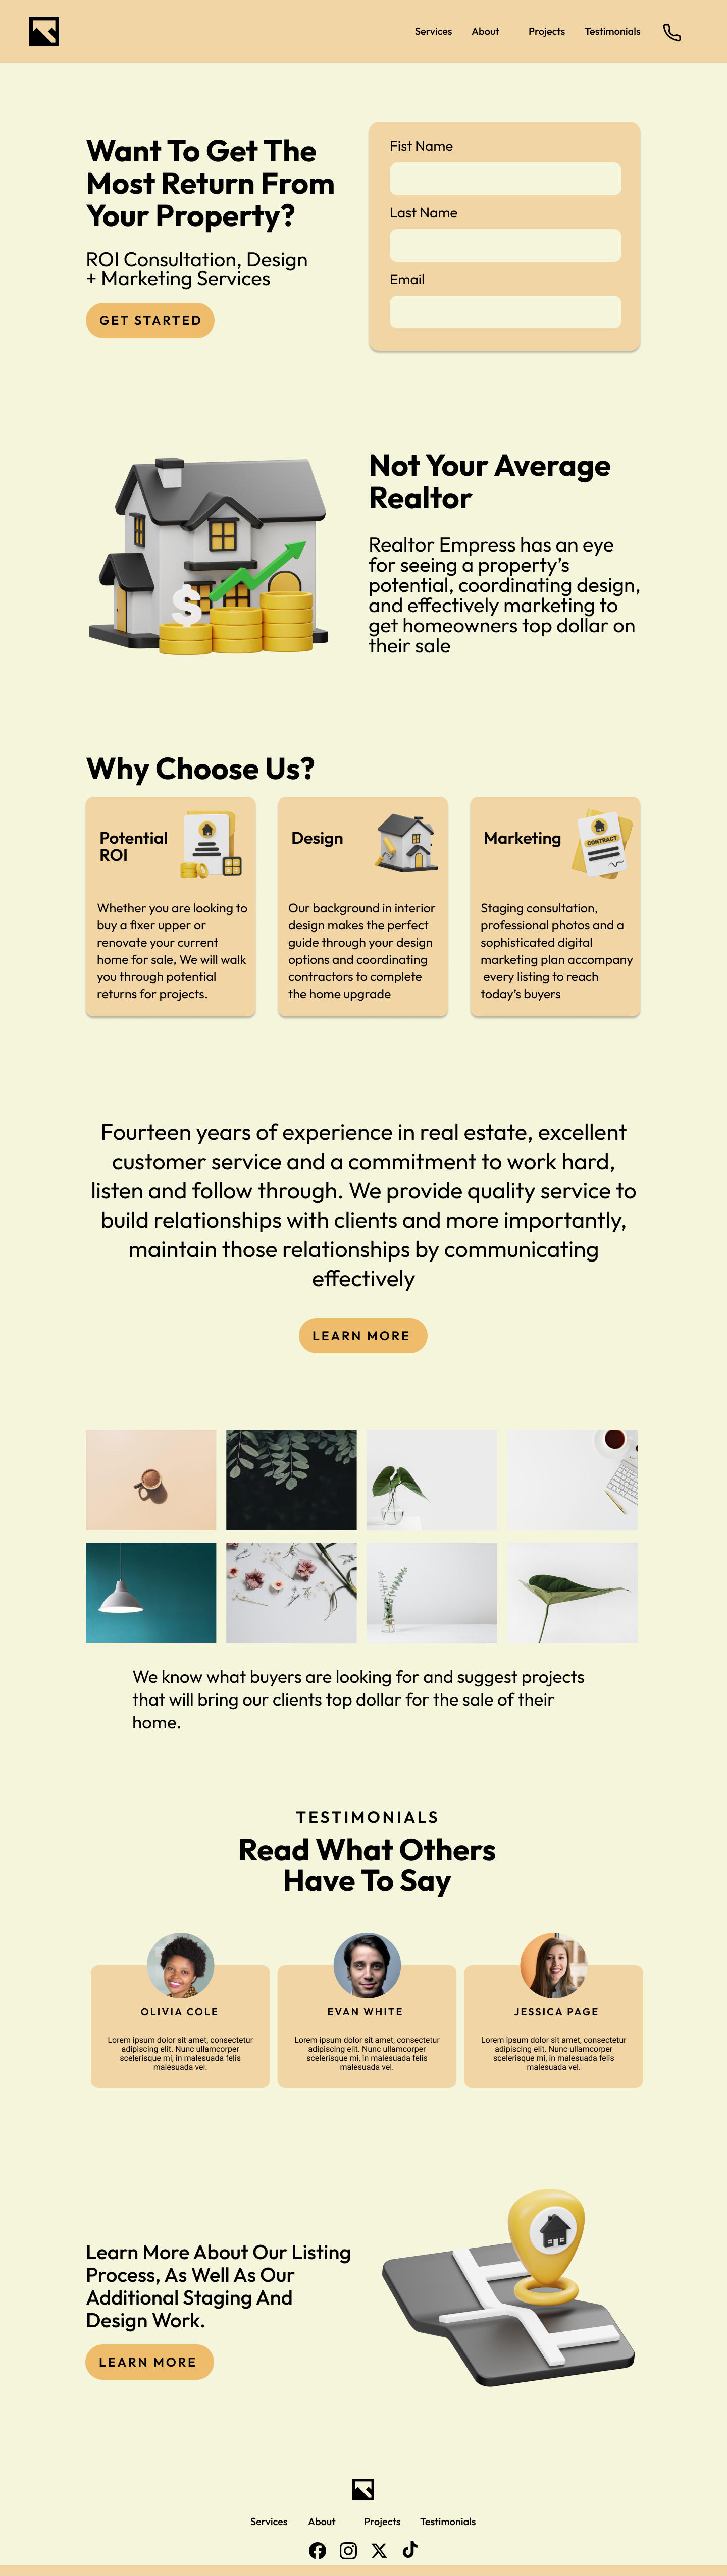 Services About Projects Testimonials
Want To Get The
Most Return From
Your Property?
ROI Consultation, Design
+ Marketing Services
GET STARTED
Fist Name
Last Name
Email
$
Not Your Average
Realtor
Realtor Empress has an eye
for seeing a property’s
potential, coordinating design,
and effectively marketing to
get homeowners top dollar on
their sale
Why Choose Us?
Potential
ROI
Whether you are looking to
buy a fixer upper or
renovate your current
home for sale, We will walk
you through potential
returns for projects.
Design
Our background in interior
design makes the perfect
guide through your design
options and coordinating
contractors to complete
the home upgrade
Marketing
CONTRACT
Staging consultation,
professional photos and a
sophisticated digital
marketing plan accompany
every listing to reach
today’s buyers
Fourteen years of experience in real estate, excellent
customer service and a commitment to work hard,
listen and follow through. We provide quality service to
build relationships with clients and more importantly,
maintain those relationships by communicating
effectively
LEARN MORE
We know what buyers are looking for and suggest projects
that will bring our clients top dollar for the sale of their
home.
TESTIMONIALS
Read What Others
Have To Say
OLIVIA COLE
Lorem ipsum dolor sit amet, consectetur
adipiscing elit. Nunc ullamcorper
scelerisque mi, in malesuada felis
malesuada vel.
EVAN WHITE
Lorem ipsum dolor sit amet, consectetur
adipiscing elit. Nunc ullamcorper
scelerisque mi, in malesuada felis
malesuada vel.
JESSICA PAGE
Lorem ipsum dolor sit amet, consectetur
adipiscing elit. Nunc ullamcorper
scelerisque mi, in malesuada felis
malesuada vel.
Learn More About Our Listing
Process, As Well As Our
Additional Staging And
Design Work.
LEARN MORE
Services About Projects Testimonials